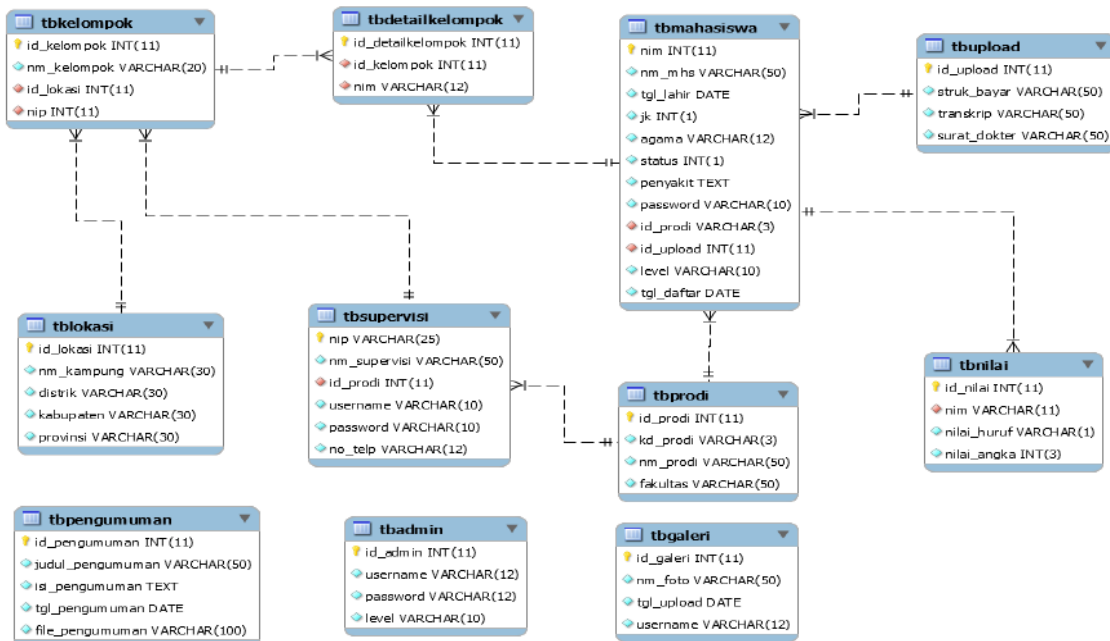 tbkelompok
id_kelompok INT(11)
nm_kelompok VARCHAR(20)
id_lokasi INT(11)
nip INT(11)
tbdetailkelompok
id_detailkelompok INT(11)
id_kelompok INT(11)
nim VARCHAR(12)
tbmahasiswa
nim INT(11)
nm_mhs VARCHAR(50)
tgl_lahir DATE
jk INT(1)
agama VARCHAR(12)
status INT(1)
penyakit TEXT
password VARCHAR(10)
id_prodi VARCHAR(3)
id_upload INT(11)
level VARCHAR(10)
tgl_daftar DATE
tbupload
id_upload INT(11)
struk_bayar VARCHAR(50)
transkrip VARCHAR(50)
surat_dokter VARCHAR(50)
tblokasi
id_lokasi INT(11)
nm_kampung VARCHAR(30)
distrik VARCHAR(30)
kabupaten VARCHAR(30)
provinsi VARCHAR(30)
tbsupervisi
nip VARCHAR(25)
nm_supervisi VARCHAR(50)
id_prodi INT(11)
username VARCHAR(10)
password VARCHAR(10)
no_telp VARCHAR(12)
tbprodi
id_prodi INT(11)
kd_prodi VARCHAR(3)
nm_prodi VARCHAR(50)
fakultas VARCHAR(50)
tbnilai
id_nilai INT(11)
nim VARCHAR(11)
nilai_huruf VARCHAR(1)
nilai_angka INT(3)
tbpengumuman
id_pengumuman INT(11)
judul_pengumuman VARCHAR(50)
isi_pengumuman TEXT
tgl_pengumuman DATE
file_pengumuman VARCHAR(100)
tbadmin
id_admin INT(11)
username VARCHAR(12)
password VARCHAR(12)
level VARCHAR(10)
tbgaleri
id_galeri INT(11)
nm_foto VARCHAR(50)
tgl_upload DATE
username VARCHAR(12)